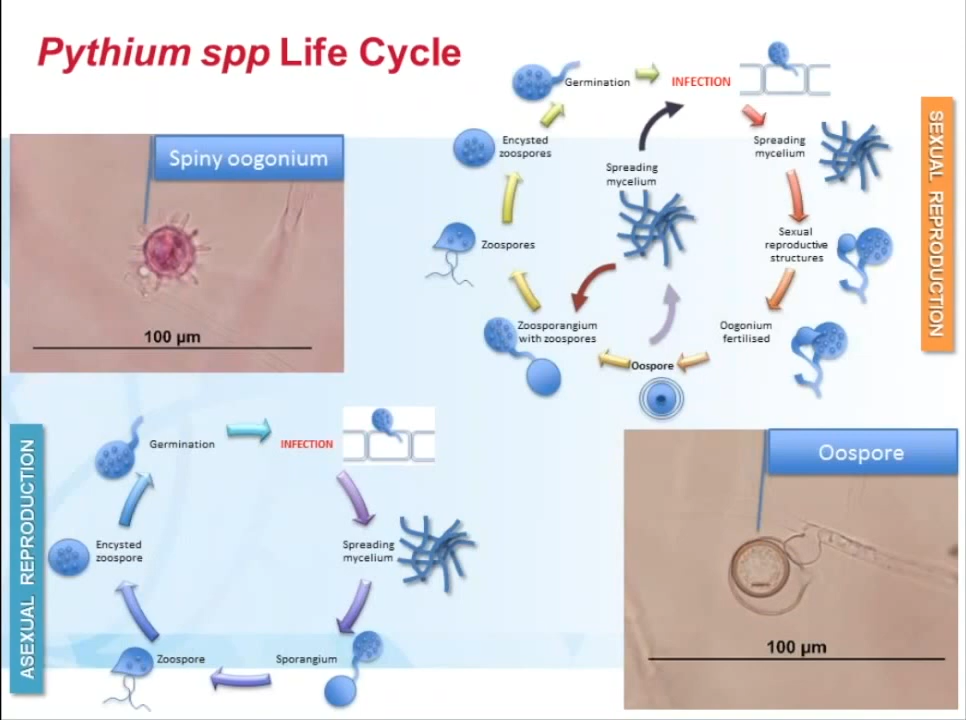 Pythium spp Life Cycle
Spiny oogonium
100 µm
Germination
INFECTION
Encysted
zoospores
Spreading
mycelium
Spreading
mycelium
Zoospores
Sexual
reproductive
structures
Zoosporangium
with zoospores
Oogonium
fertilised
Oospore
SEXUAL REPRODUCTION
ASEXUAL REPRODUCTION
Germination
INFECTION
Encysted
zoospore
Spreading
mycelium
Zoospore
Sporangium
Oospore
100 µm